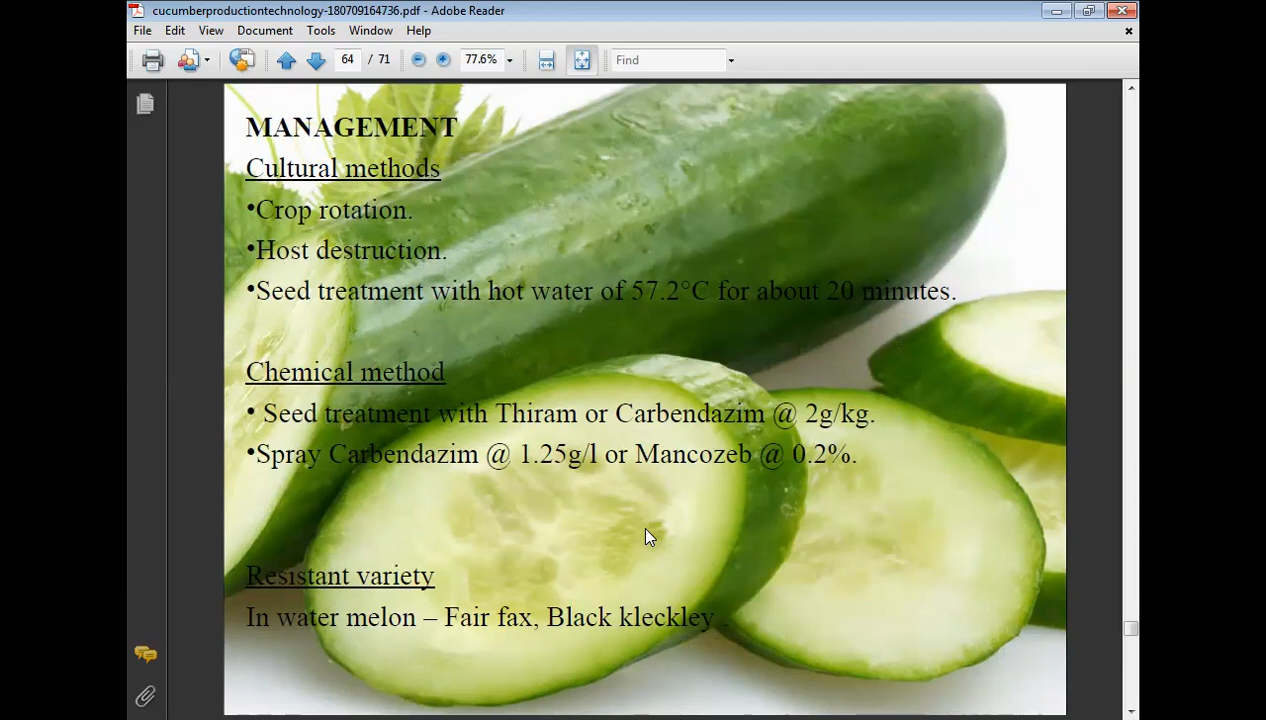 cucumberproductiontechnology-180709164736.pdf - Adobe Reader
File Edit View Document Tools Window Help
64 / 71 77.6% Find
MANAGEMENT
Cultural methods
•Crop rotation.
•Host destruction.
•Seed treatment with hot water of 57.2°C for about 20 minutes.
Chemical method
• Seed treatment with Thiram or Carbendazim @ 2g/kg.
•Spray Carbendazim @ 1.25g/l or Mancozeb @ 0.2%.
Resistant variety
In water melon – Fair fax, Black kleckley .